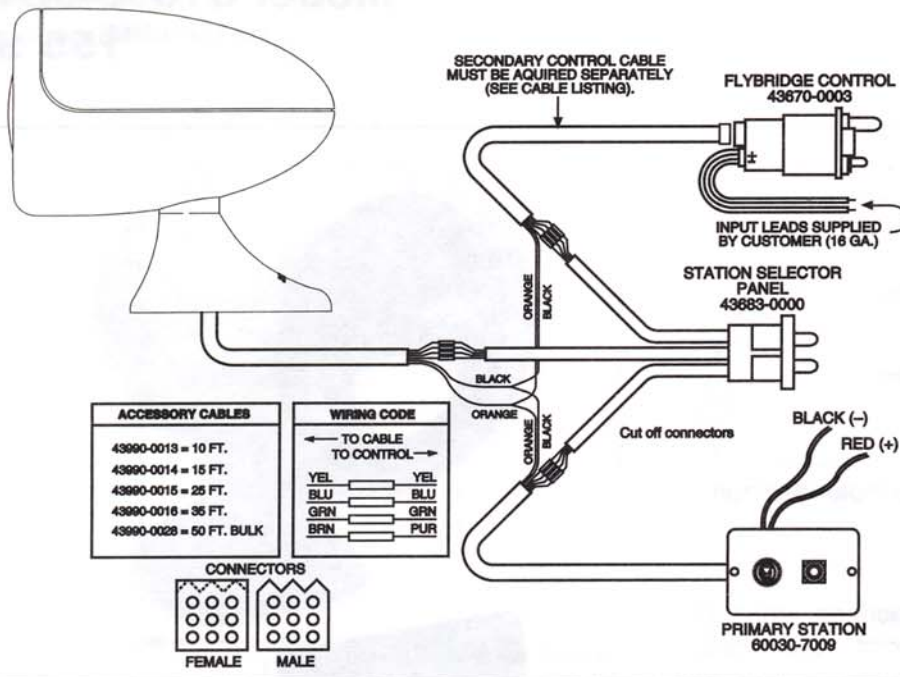 SECONDARY CONTROL CABLE
MUST BE AQUIRED SEPARATELY
(SEE CABLE LISTING).
FLYBRIDGE CONTROL
43670-0003
INPUT LEADS SUPPLIED
BY CUSTOMER (16 GA.)
ORANGE
BLACK
STATION SELECTOR
PANEL
43683-0000
BLACK
ORANGE
ORANGE
BLACK
Cut off connectors
BLACK (–)
RED (+)
ACCESSORY CABLES
43990-0013 = 10 FT.
43990-0014 = 15 FT.
43990-0015 = 25 FT.
43990-0016 = 35 FT.
43990-0028 = 50 FT. BULK
WIRING CODE
TO CABLE
TO CONTROL
YEL YEL
BLU BLU
GRN GRN
BRN PUR
CONNECTORS
FEMALE MALE
PRIMARY STATION
60030-7009